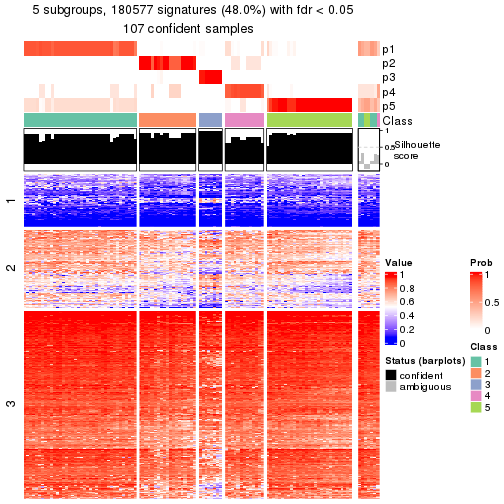 5 subgroups, 180577 signatures (48.0%) with fdr < 0.05
107 confident samples
p1
p2
p3
p4
p5
Class
1
0.5
0
Silhouette
score
1
2
3
Value
1
0.8
0.6
0.4
0.2
0
Status (barplots)
confident
ambiguous
Prob
1
0.5
0
Class
1
2
3
4
5